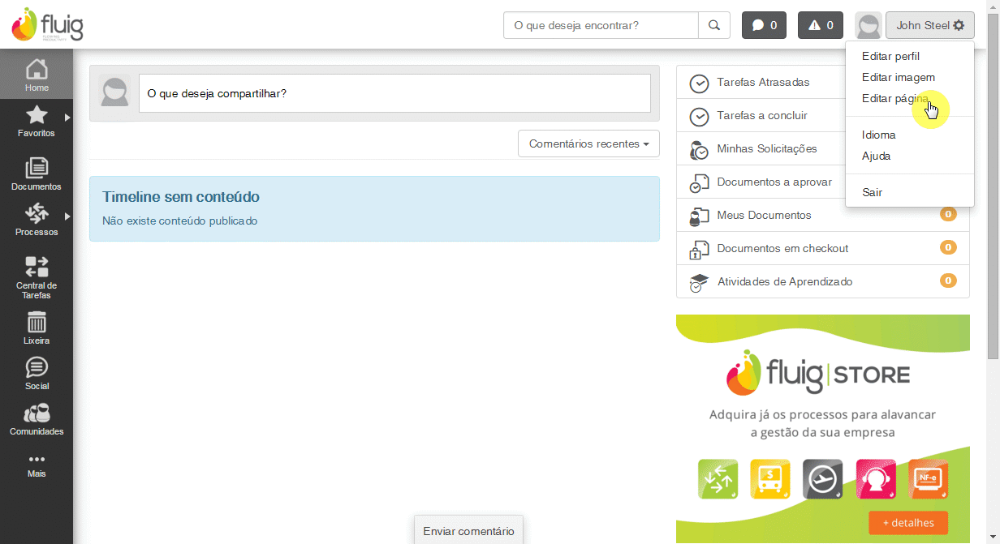 fluig
O que deseja encontrar?
0
0
John Steel
Editar perfil
Editar imagem
Editar página
Idioma
Ajuda
Sair
Home
Favoritos
Documentos
Processos
Central de
Tarefas
Lixeira
Social
Comunidades
Mais
O que deseja compartilhar?
Comentários recentes
Timeline sem conteúdo
Não existe conteúdo publicado
Enviar comentário
Tarefas Atrasadas
Tarefas a concluir
Minhas Solicitações
Documentos a aprovar
Meus Documentos
0
Documentos em checkout
0
Atividades de Aprendizado
0
fluig|STORE
Adquira já os processos para alavancar
a gestão da sua empresa
$
NF-e
+ detalhes